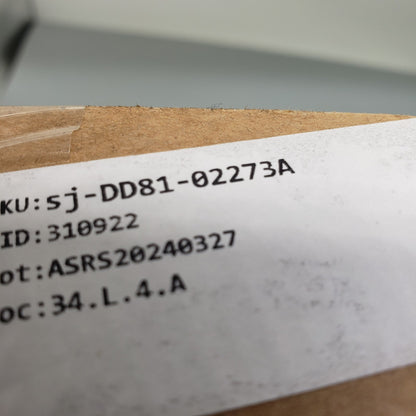 KU:sj-DD81-02273A
ID:310922
ot:ASRS20240327
oc:34.L.4.A